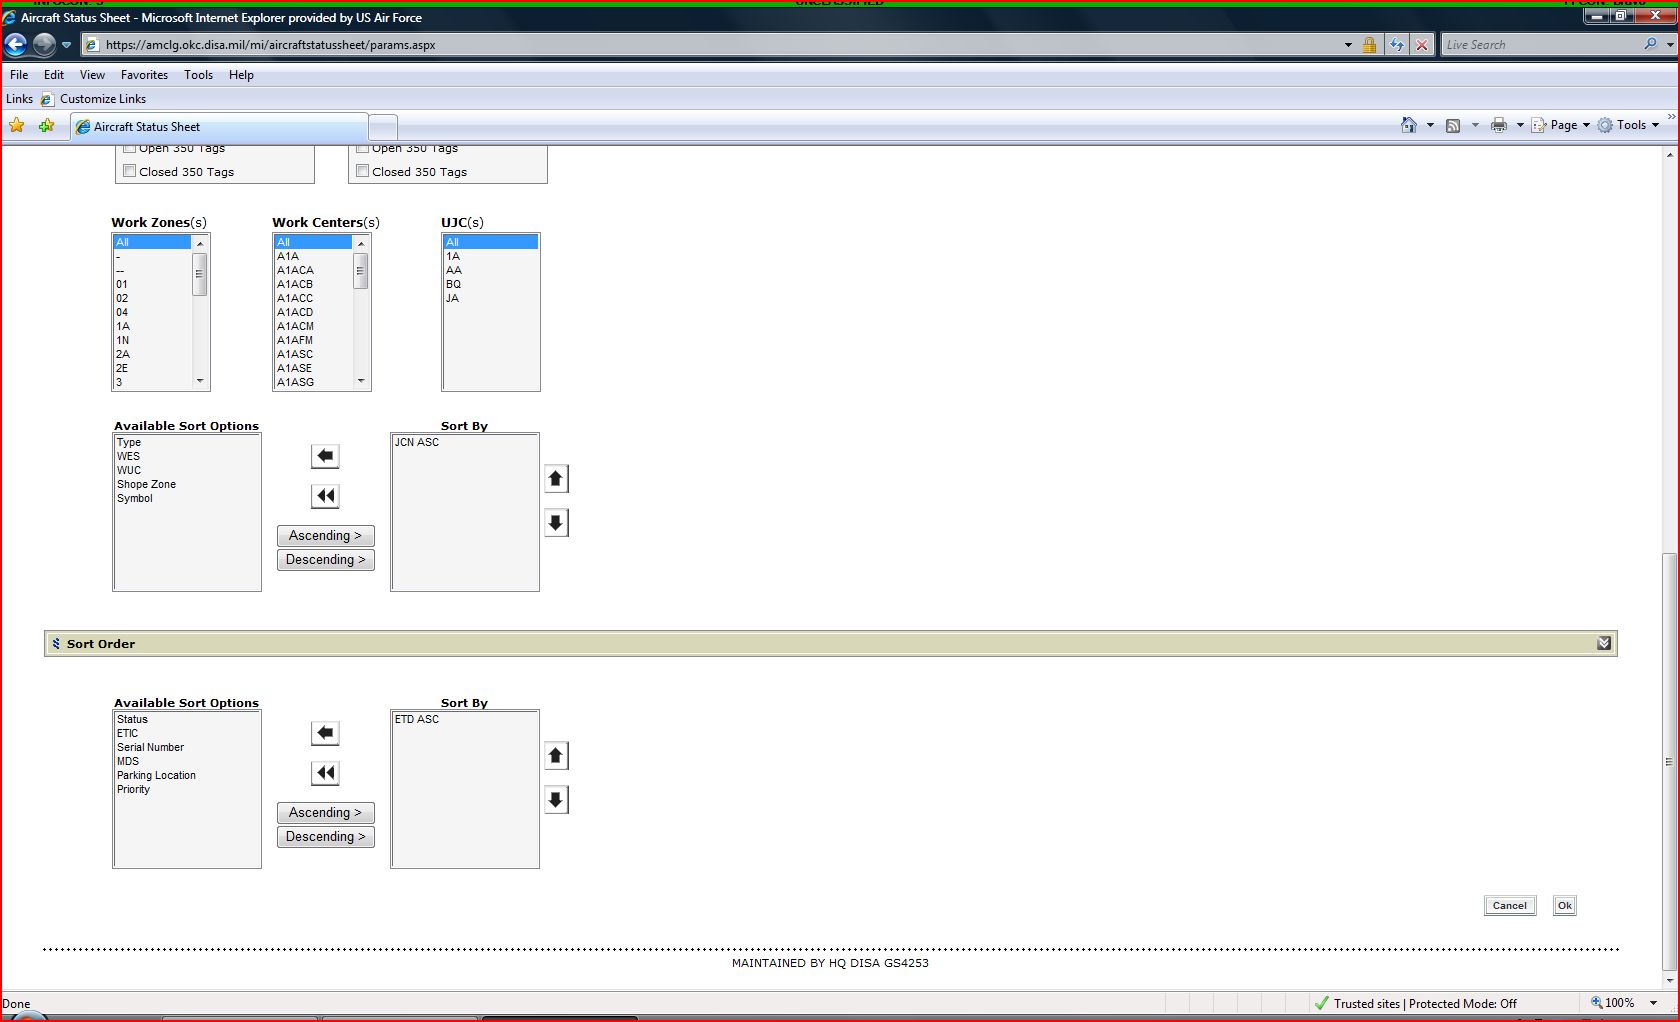 INFOCON: 3 UNCLASSIFIED FPCON: Bravo
Aircraft Status Sheet - Microsoft Internet Explorer provided by US Air Force
https://amclg.okc.disa.mil/mi/aircraftstatussheet/params.aspx Live Search
File Edit View Favorites Tools Help
Links Customize Links
Aircraft Status Sheet Page Tools
Open 350 Tags Open 350 Tags
Closed 350 Tags Closed 350 Tags
Work Zones(s) Work Centers(s) UJC(s)
All All All
- A1A 1A
-- A1ACA AA
01 A1ACB BQ
02 A1ACC JA
04 A1ACD
1A A1ACM
1N A1AFM
2A A1ASC
2E A1ASE
3 A1ASG
Available Sort Options Sort By
Type JCN ASC
WES
WUC
Shope Zone
Symbol
Ascending >
Descending >
Sort Order
Available Sort Options Sort By
Status ETD ASC
ETIC
Serial Number
MDS
Parking Location
Priority
Ascending >
Descending >
Cancel Ok
MAINTAINED BY HQ DISA GS4253
Done Trusted sites | Protected Mode: Off 100%